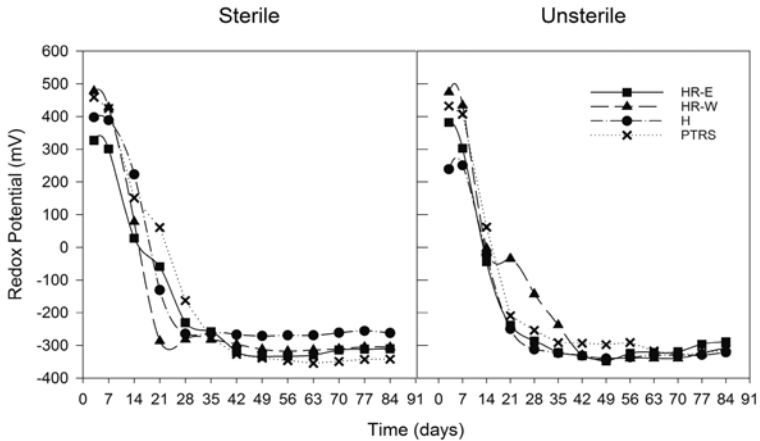 Sterile
Unsterile
Redox Potential (mV)
600
500
400
300
200
100
0
-100
-200
-300
-400
HR-E
HR-W
H
PTRS
0 7 14 21 28 35 42 49 56 63 70 77 84 91
0 7 14 21 28 35 42 49 56 63 70 77 84 91
Time (days)